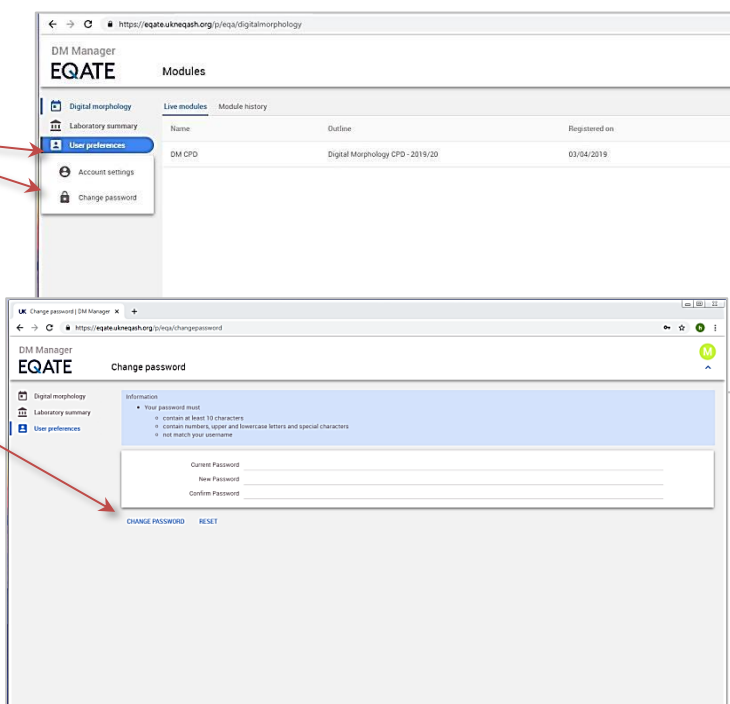 https://eqate.ukneqash.org/p/eqa/digitalmorphology
DM Manager
EQATE
Modules
Digital morphology
Laboratory summary
User preferences
Account settings
Change password
Live modules Module history
Name Outline Registered on
DM CPD Digital Morphology CPD - 2019/20 03/04/2019
UK Change password | DM Manager × +
https://eqate.ukneqash.org/p/eqa/changepassword
h
DM Manager
EQATE
Change password
M
Digital morphology
Laboratory summary
User preferences
Information
• Your password must
o contain at least 10 characters
o contain numbers, upper and lowercase letters and special characters
o not match your username
Current Password
New Password
Confirm Password
CHANGE PASSWORD RESET